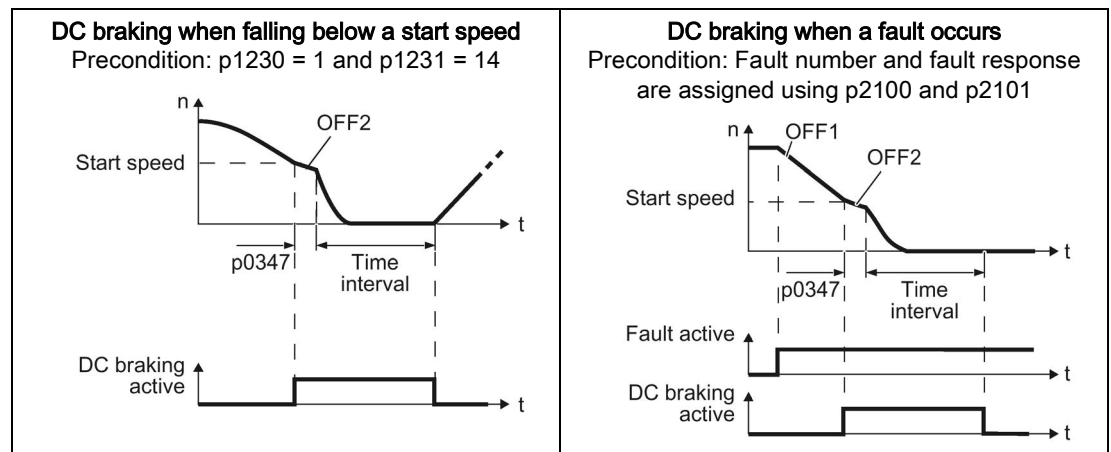 DC braking when falling below a start speed
Precondition: p1230 = 1 and p1231 = 14
n
OFF2
Start speed
t
p0347
Time
interval
DC braking
active
t
DC braking when a fault occurs
Precondition: Fault number and fault response
are assigned using p2100 and p2101
n
OFF1
OFF2
Start speed
t
p0347
Time
interval
Fault active
t
DC braking
active
t